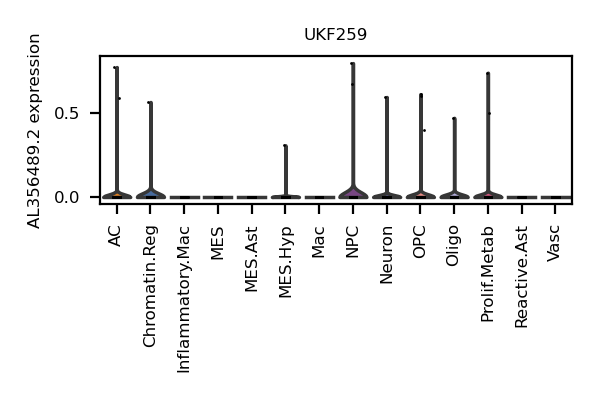 UKF259
AL356489.2 expression
0.5
0.0
AC
Chromatin.Reg
Inflammatory.Mac
MES
MES.Ast
MES.Hyp
Mac
NPC
Neuron
OPC
Oligo
Prolif.Metab
Reactive.Ast
Vasc